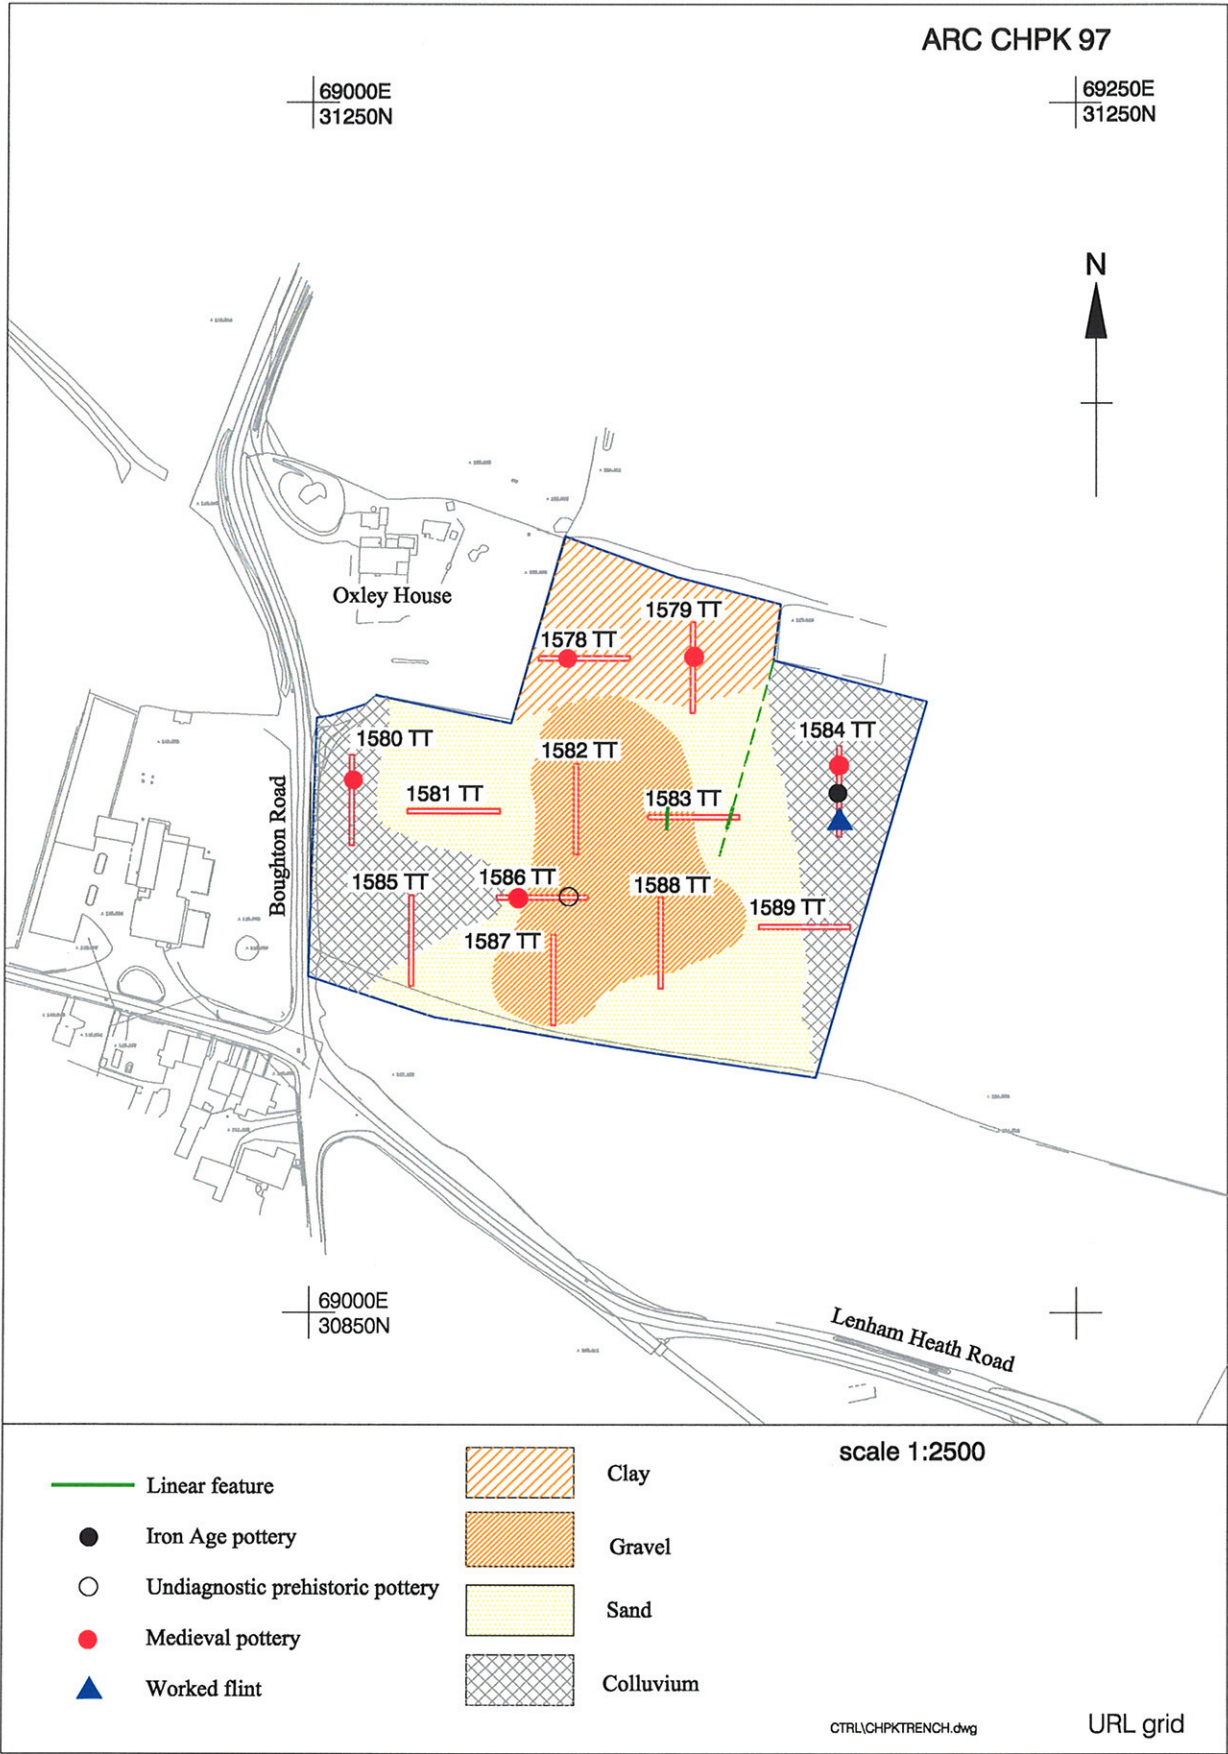 ARC CHPK 97
69000E
31250N
69250E
31250N
N
Oxley House
1579 TT
1578 TT
1580 TT
1582 TT
1584 TT
1581 TT
1583 TT
Boughton Road
1585 TT
1586 TT
1588 TT
1589 TT
1587 TT
69000E
30850N
Lenham Heath Road
scale 1:2500
Linear feature
Iron Age pottery
Undiagnostic prehistoric pottery
Medieval pottery
Worked flint
Clay
Gravel
Sand
Colluvium
CTRL\CHPKTRENCH.dwg
URL grid